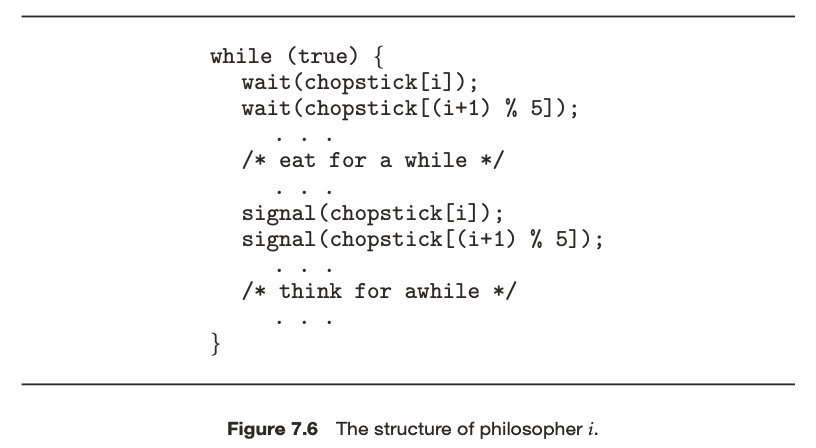 while (true) {
wait(chopstick[i]);
wait(chopstick[(i+1) % 5]);
. . .
/* eat for a while */
. . .
signal(chopstick[i]);
signal(chopstick[(i+1) % 5]);
. . .
/* think for awhile */
. . .
}
Figure 7.6 The structure of philosopher i.